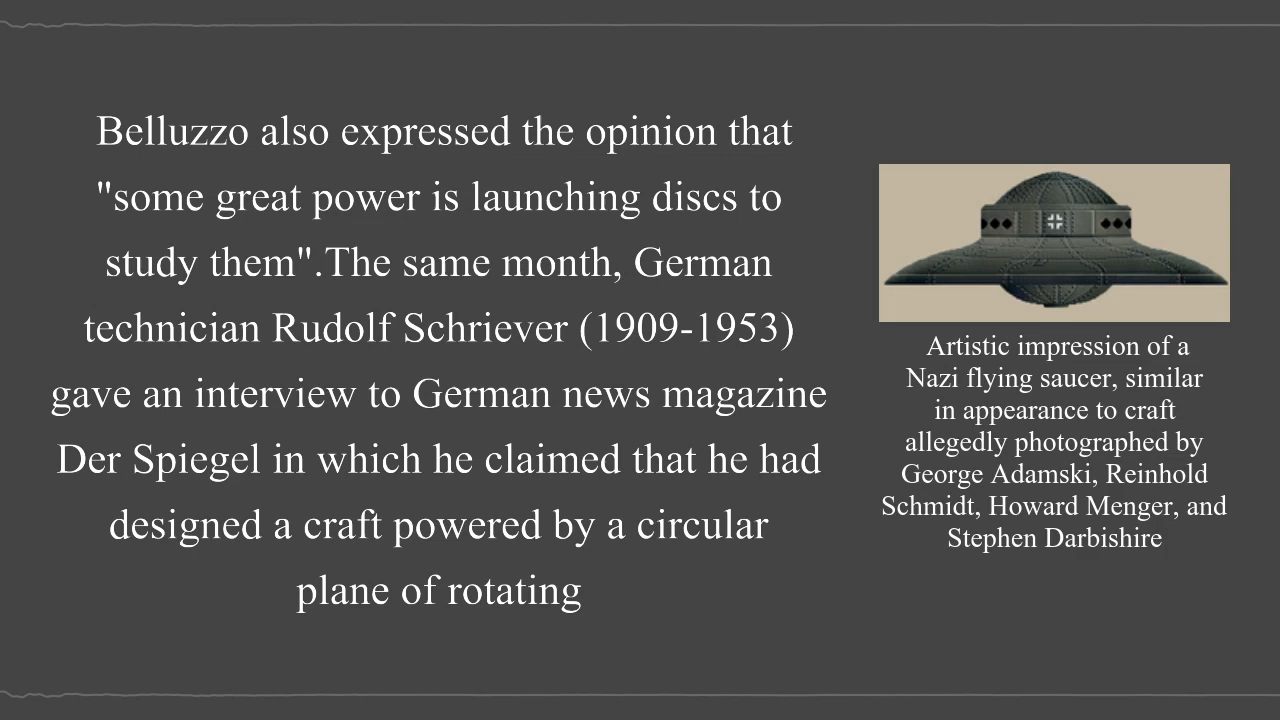 Belluzzo also expressed the opinion that
"some great power is launching discs to
study them".The same month, German
technician Rudolf Schriever (1909-1953)
gave an interview to German news magazine
Der Spiegel in which he claimed that he had
designed a craft powered by a circular
plane of rotating
Artistic impression of a
Nazi flying saucer, similar
in appearance to craft
allegedly photographed by
George Adamski, Reinhold
Schmidt, Howard Menger, and
Stephen Darbishire